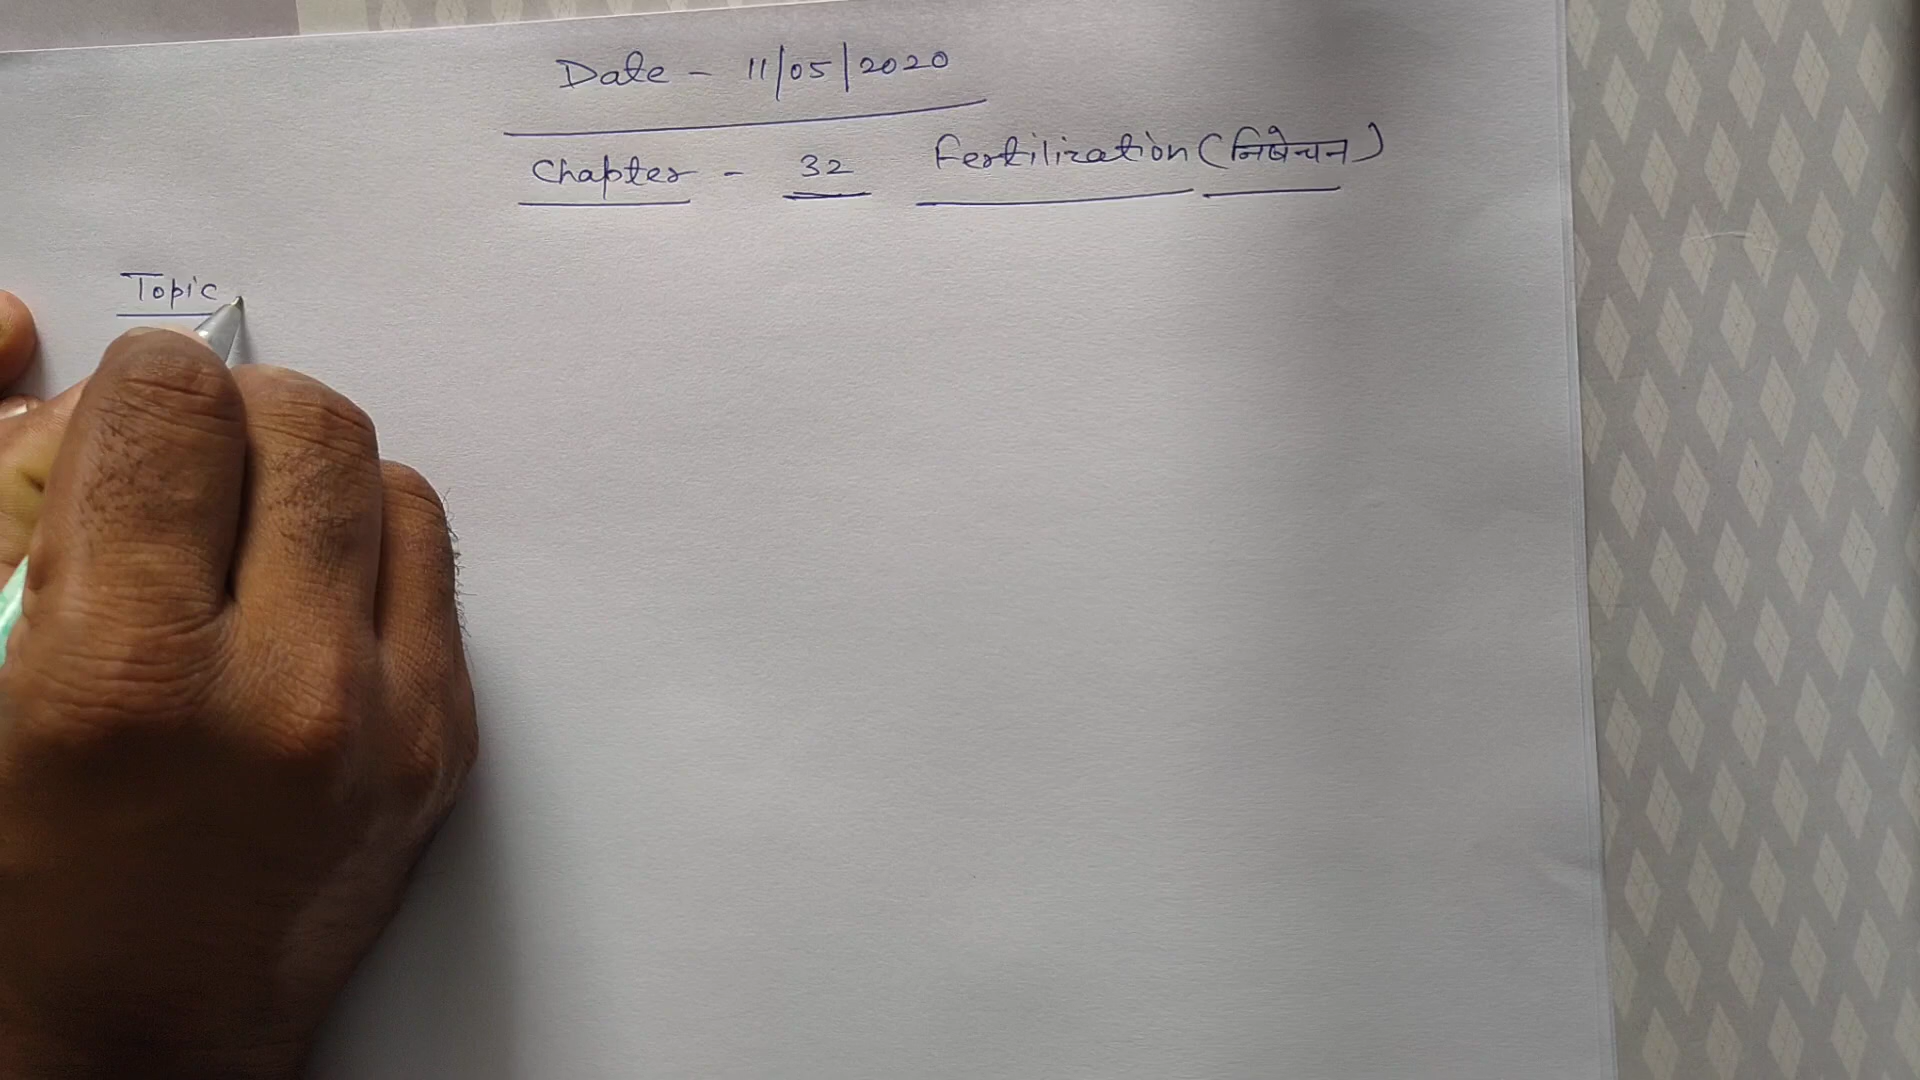 Date - 11/05/2020
Chapter - 32 Fertilization (निषेचन)
Topic